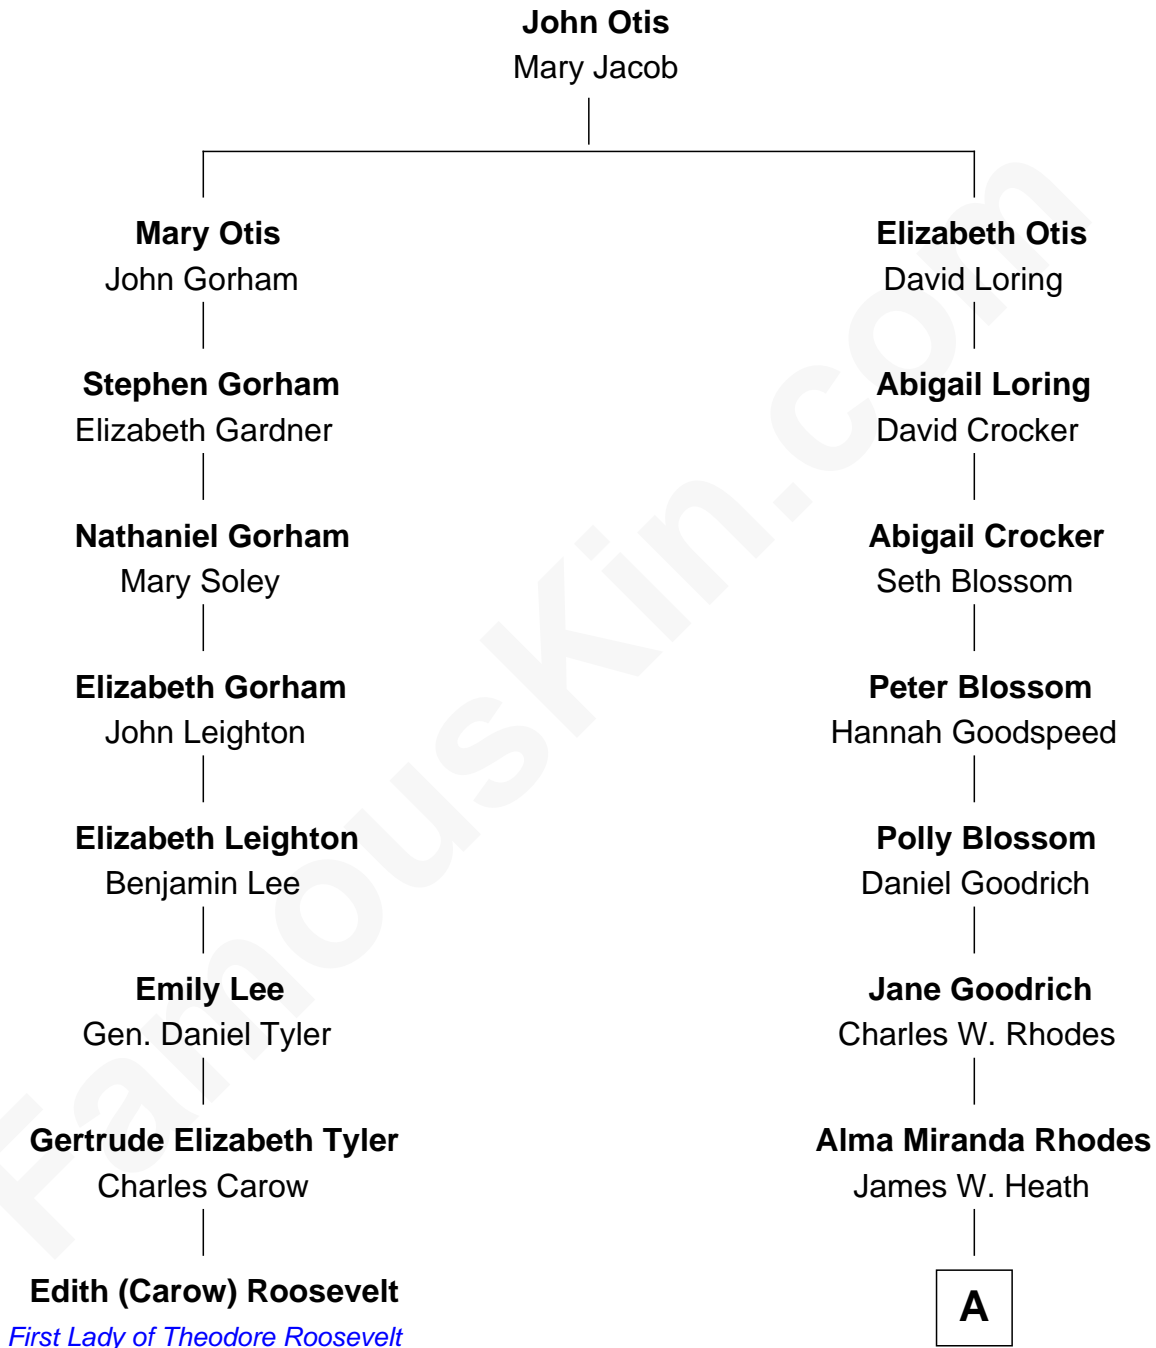 John Otis
Mary Jacob
Mary Otis
John Gorham
Elizabeth Otis
David Loring
Stephen Gorham
Elizabeth Gardner
Abigail Loring
David Crocker
Nathaniel Gorham
Mary Soley
Abigail Crocker
Seth Blossom
Elizabeth Gorham
John Leighton
Peter Blossom
Hannah Goodspeed
Elizabeth Leighton
Benjamin Lee
Polly Blossom
Daniel Goodrich
Emily Lee
Gen. Daniel Tyler
Jane Goodrich
Charles W. Rhodes
Gertrude Elizabeth Tyler
Charles Carow
Alma Miranda Rhodes
James W. Heath
Edith (Carow) Roosevelt
First Lady of Theodore Roosevelt
A
FamousKin.com